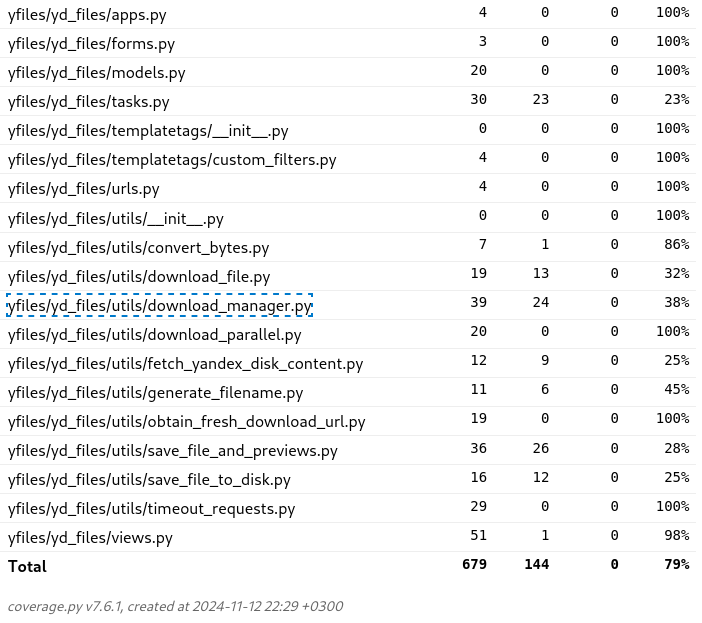 yfiles/yd_files/apps.py 4 0 0 100%
yfiles/yd_files/forms.py 3 0 0 100%
yfiles/yd_files/models.py 20 0 0 100%
yfiles/yd_files/tasks.py 30 23 0 23%
yfiles/yd_files/templatetags/__init__.py 0 0 0 100%
yfiles/yd_files/templatetags/custom_filters.py 4 0 0 100%
yfiles/yd_files/urls.py 4 0 0 100%
yfiles/yd_files/utils/__init__.py 0 0 0 100%
yfiles/yd_files/utils/convert_bytes.py 7 1 0 86%
yfiles/yd_files/utils/download_file.py 19 13 0 32%
yfiles/yd_files/utils/download_manager.py 39 24 0 38%
yfiles/yd_files/utils/download_parallel.py 20 0 0 100%
yfiles/yd_files/utils/fetch_yandex_disk_content.py 12 9 0 25%
yfiles/yd_files/utils/generate_filename.py 11 6 0 45%
yfiles/yd_files/utils/obtain_fresh_download_url.py 19 0 0 100%
yfiles/yd_files/utils/save_file_and_previews.py 36 26 0 28%
yfiles/yd_files/utils/save_file_to_disk.py 16 12 0 25%
yfiles/yd_files/utils/timeout_requests.py 29 0 0 100%
yfiles/yd_files/views.py 51 1 0 98%
Total 679 144 0 79%
coverage.py v7.6.1, created at 2024-11-12 22:29 +0300